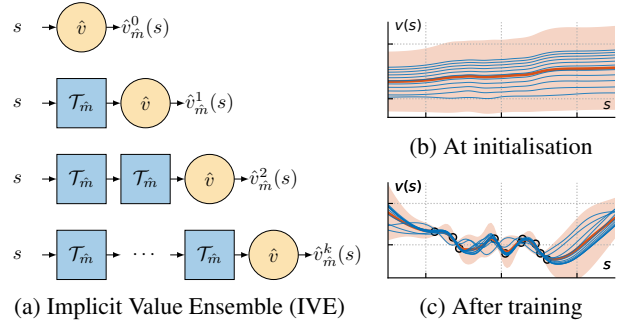 s v̂ v̂⁰_m̂(s)
s 𝒯_m̂ v̂ v̂¹_m̂(s)
s 𝒯_m̂ 𝒯_m̂ v̂ v̂²_m̂(s)
s 𝒯_m̂ ··· 𝒯_m̂ v̂ v̂ᵏ_m̂(s)
(a) Implicit Value Ensemble (IVE)
v(s)
s
(b) At initialisation
v(s)
s
(c) After training